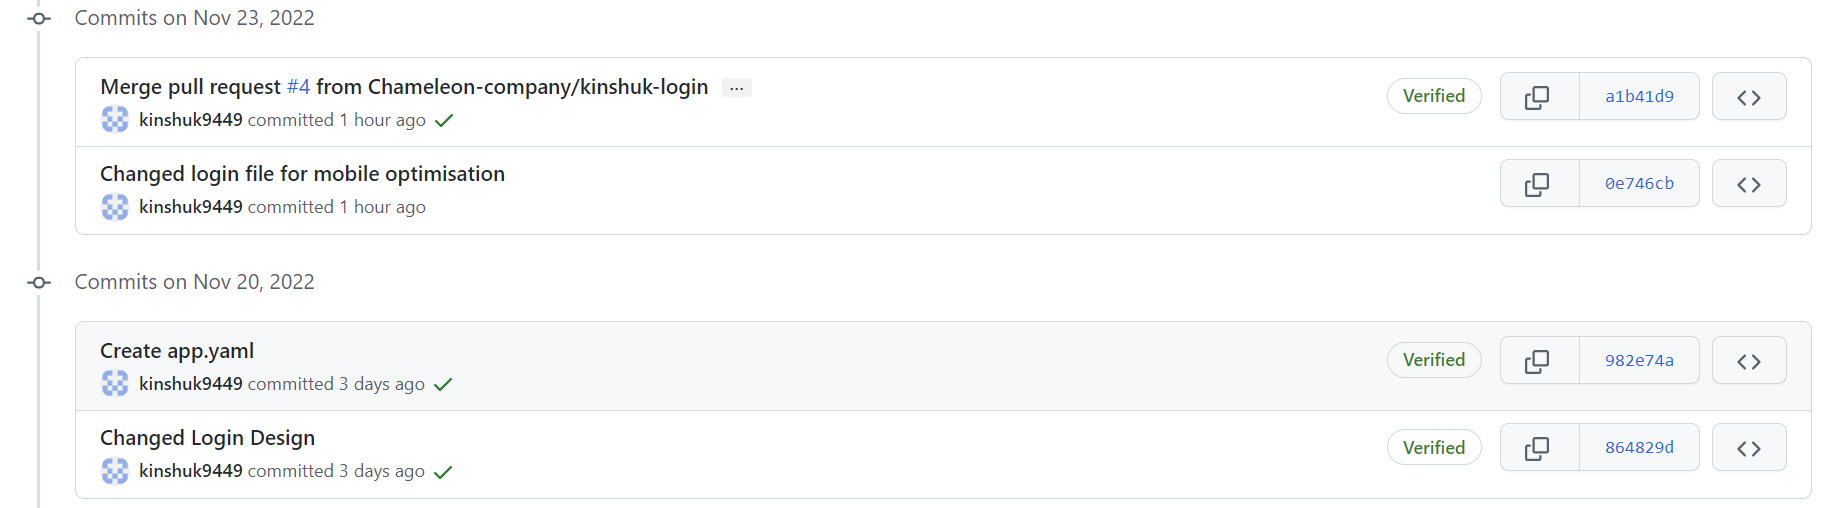 Commits on Nov 23, 2022
Merge pull request #4 from Chameleon-company/kinshuk-login ...
Verified
a1b41d9
kinshuk9449 committed 1 hour ago
Changed login file for mobile optimisation
0e746cb
kinshuk9449 committed 1 hour ago
Commits on Nov 20, 2022
Create app.yaml
Verified
982e74a
kinshuk9449 committed 3 days ago
Changed Login Design
Verified
864829d
kinshuk9449 committed 3 days ago